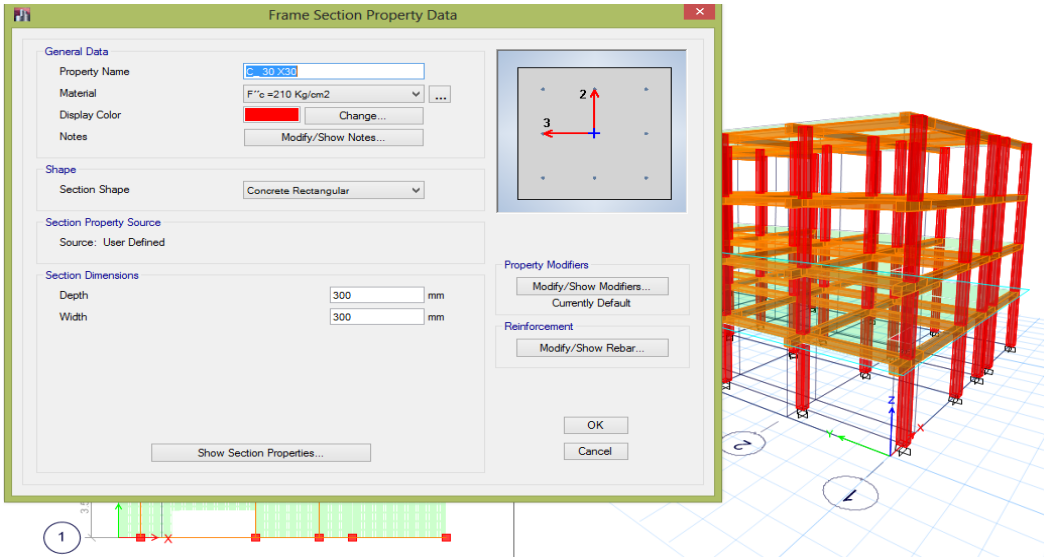 Frame Section Property Data
General Data
Property Name C_ 30 X30
Material F´´c =210 Kg/cm2 ...
Display Color Change...
Notes Modify/Show Notes...
2
3
Shape
Section Shape Concrete Rectangular
Section Property Source
Source: User Defined
Section Dimensions
Depth 300 mm
Width 300 mm
Property Modifiers
Modify/Show Modifiers...
Currently Default
Reinforcement
Modify/Show Rebar...
OK
Cancel
Show Section Properties...
Z
X
Y
2
1
1
X